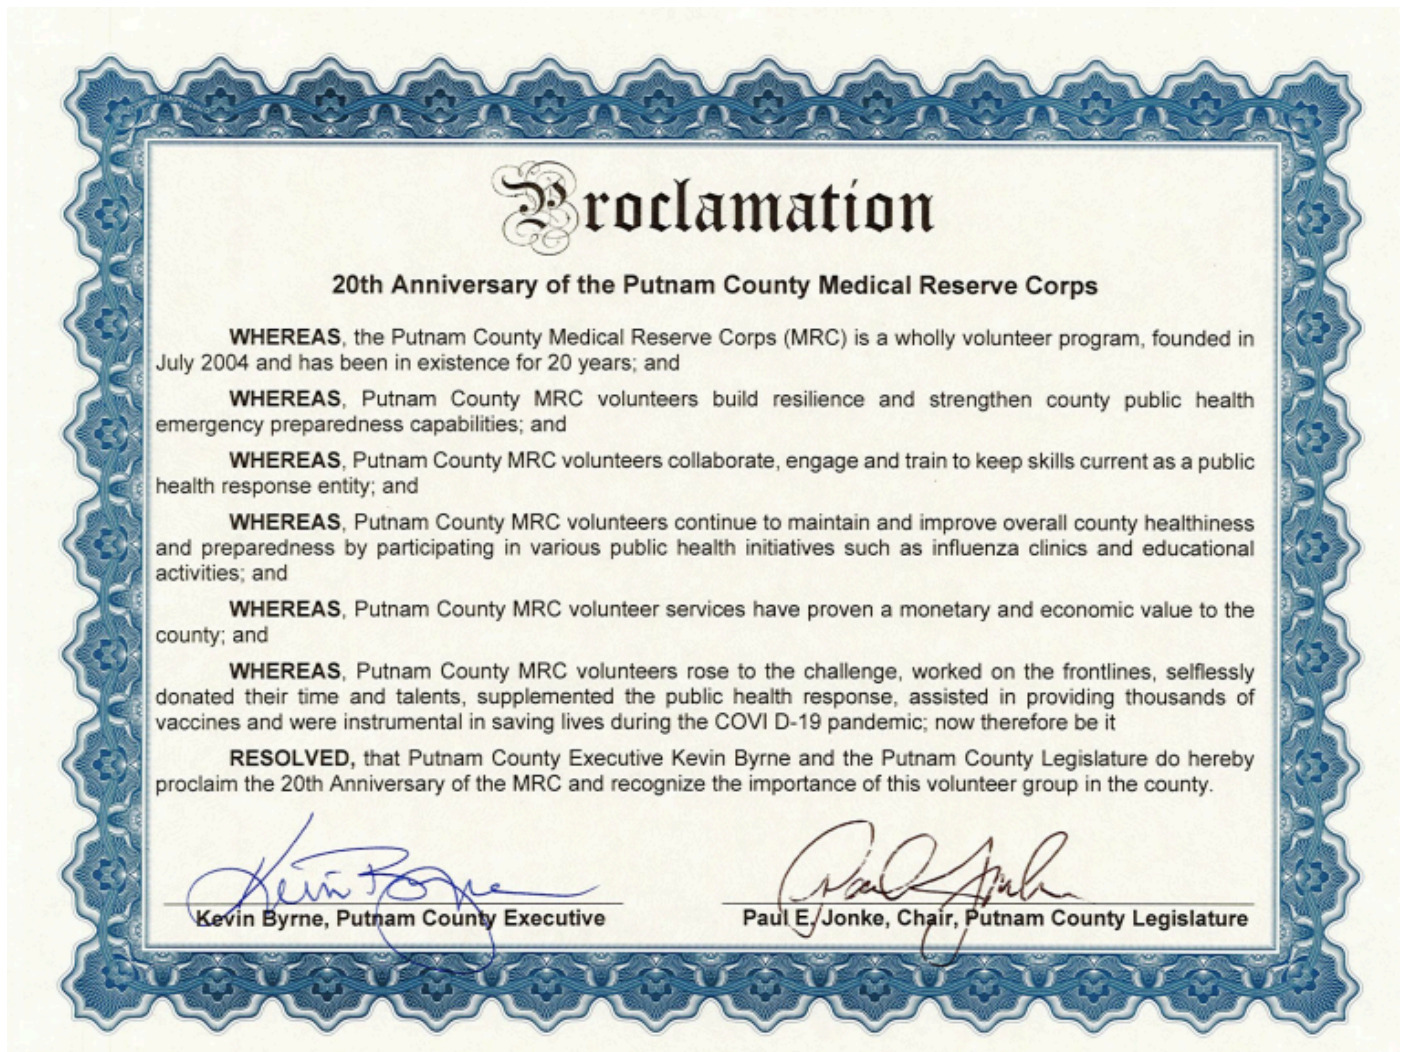 Proclamation
20th Anniversary of the Putnam County Medical Reserve Corps
WHEREAS, the Putnam County Medical Reserve Corps (MRC) is a wholly volunteer program, founded in
July 2004 and has been in existence for 20 years; and
WHEREAS, Putnam County MRC volunteers build resilience and strengthen county public health
emergency preparedness capabilities; and
WHEREAS, Putnam County MRC volunteers collaborate, engage and train to keep skills current as a public
health response entity; and
WHEREAS, Putnam County MRC volunteers continue to maintain and improve overall county healthiness
and preparedness by participating in various public health initiatives such as influenza clinics and educational
activities; and
WHEREAS, Putnam County MRC volunteer services have proven a monetary and economic value to the
county; and
WHEREAS, Putnam County MRC volunteers rose to the challenge, worked on the frontlines, selflessly
donated their time and talents, supplemented the public health response, assisted in providing thousands of
vaccines and were instrumental in saving lives during the COVI D-19 pandemic; now therefore be it
RESOLVED, that Putnam County Executive Kevin Byrne and the Putnam County Legislature do hereby
proclaim the 20th Anniversary of the MRC and recognize the importance of this volunteer group in the county.
Kevin Byrne Paul Jonke
Kevin Byrne, Putnam County Executive Paul E. Jonke, Chair, Putnam County Legislature